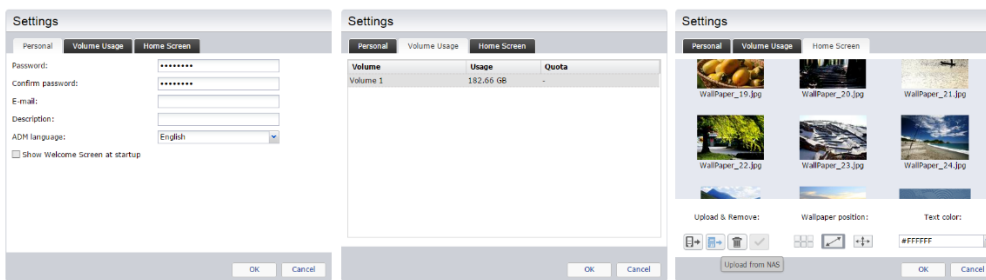 Settings
Personal Volume Usage Home Screen
Password: ••••••••
Confirm password: ••••••••
E-mail:
Description:
ADM language: English
Show Welcome Screen at startup
OK Cancel
Settings
Personal Volume Usage Home Screen
Volume Usage Quota
Volume 1 182.66 GB -
OK Cancel
Settings
Personal Volume Usage Home Screen
WallPaper_19.jpg WallPaper_20.jpg WallPaper_21.jpg
WallPaper_22.jpg WallPaper_23.jpg WallPaper_24.jpg
Upload & Remove: Wallpaper position: Text color:
#FFFFFF
Upload from NAS
OK Cancel